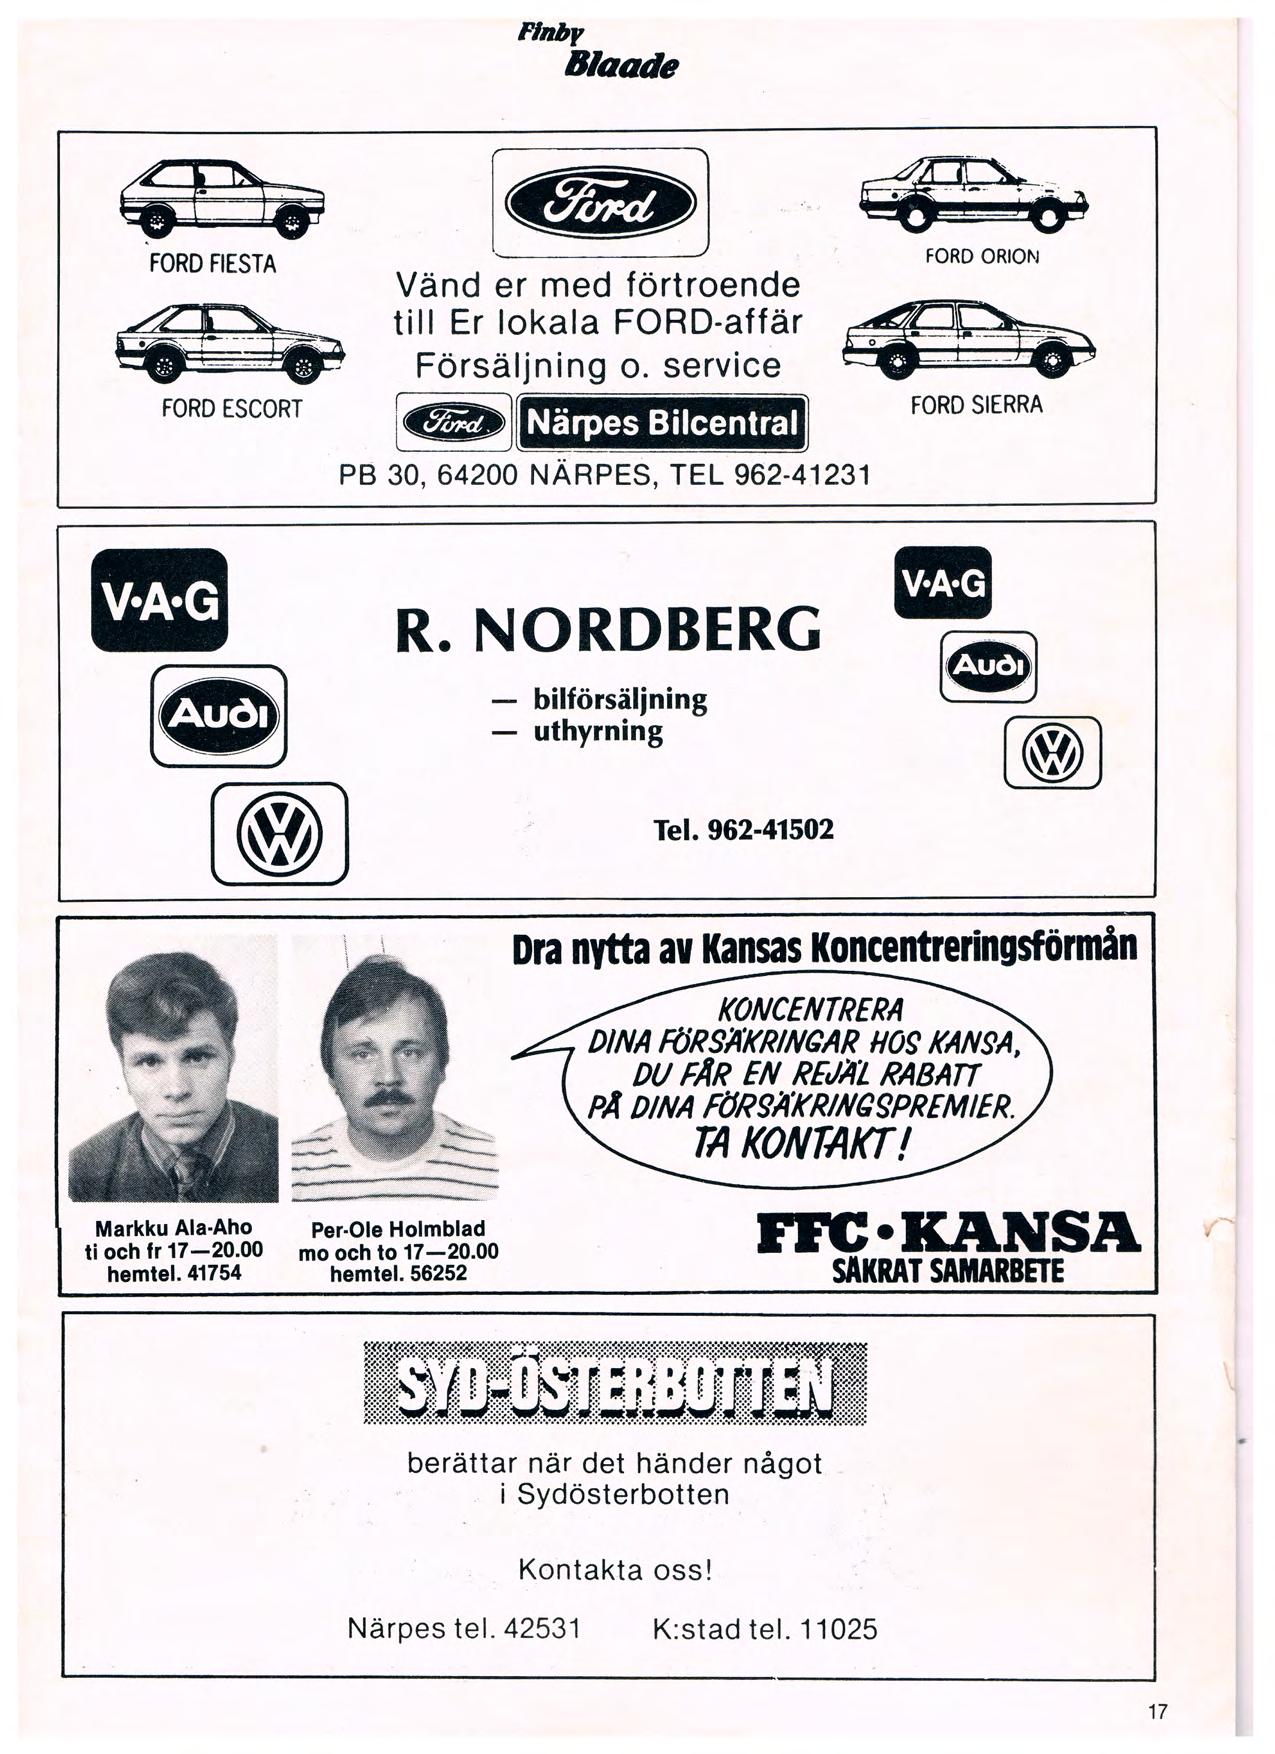 Finby
Blaade
Ford
FORD FIESTA
FORD ORION
Vänd er med förtroende
till Er lokala FORD-affär
Försäljning o. service
FORD ESCORT
FORD SIERRA
Ford Närpes Bilcentral
PB 30, 64200 NÄRPES, TEL 962-41231
V•A•G
Audi
VW
R. NORDBERG
— bilförsäljning
— uthyrning
Tel. 962-41502
V•A•G
Audi
VW
Dra nytta av Kansas Koncentreringsförmån
KONCENTRERA
DINA FÖRSÄKRINGAR HOS KANSA,
DU FÅR EN REJÄL RABATT
PÅ DINA FÖRSÄKRINGSPREMIER.
TA KONTAKT!
Markku Ala-Aho
ti och fr 17—20.00
hemtel. 41754
Per-Ole Holmblad
mo och to 17—20.00
hemtel. 56252
FFC•KANSA
SÄKRAT SAMARBETE
SYD-ÖSTERBOTTEN
berättar när det händer något
i Sydösterbotten
Kontakta oss!
Närpes tel. 42531 K:stad tel. 11025
17